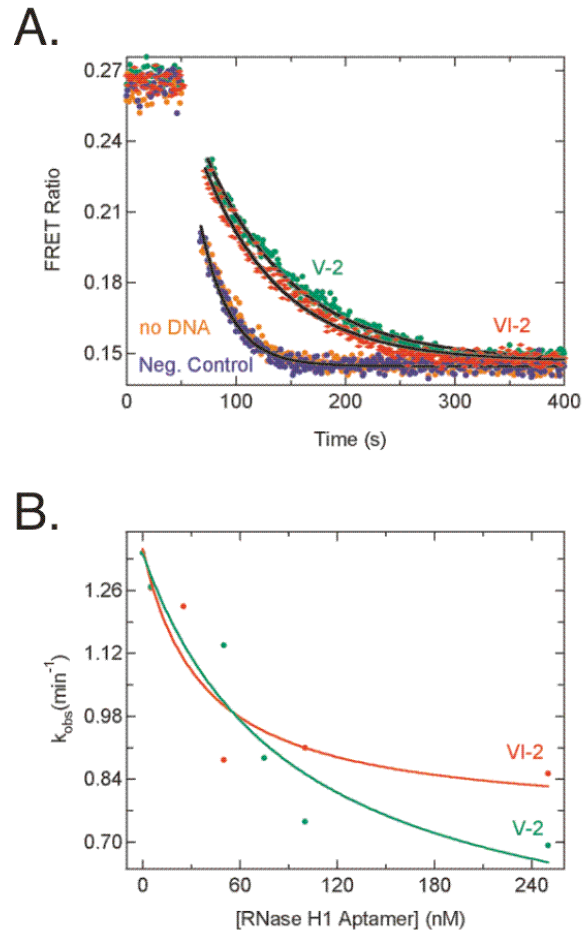 A.
0.27
0.24
0.21
0.18
0.15
FRET Ratio
V-2
no DNA
VI-2
Neg. Control
0 100 200 300 400
Time (s)
B.
1.26
1.12
0.98
0.84
0.70
kobs(min-1)
VI-2
V-2
0 60 120 180 240
[RNase H1 Aptamer] (nM)